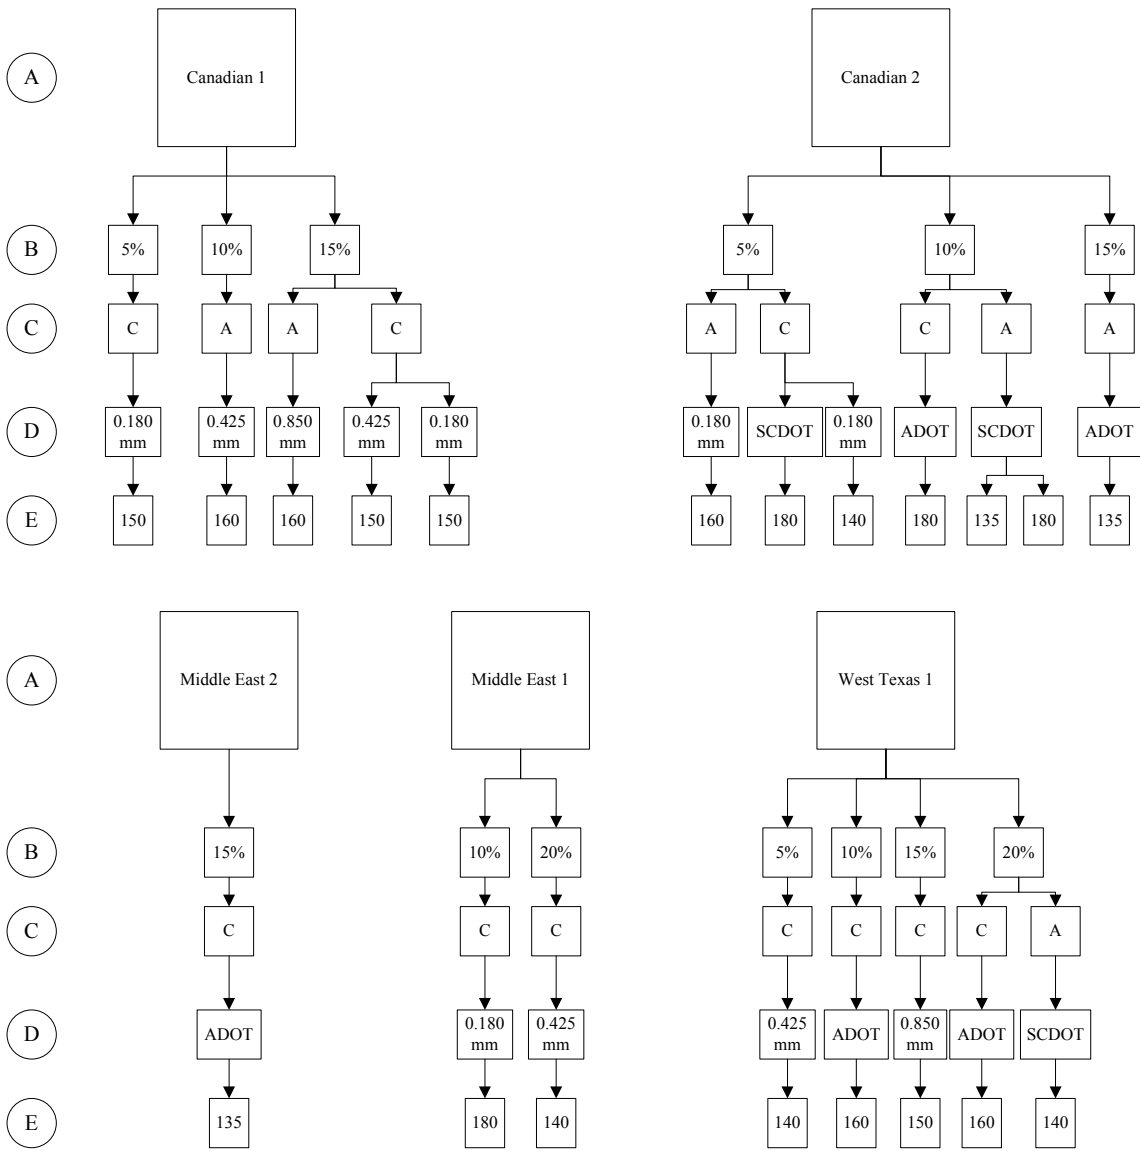 A
Canadian 1
Canadian 2
B
5%
10%
15%
5%
10%
15%
C
C
A
A
C
A
C
C
A
A
D
0.180
mm
0.425
mm
0.850
mm
0.425
mm
0.180
mm
0.180
mm
SCDOT
0.180
mm
ADOT
SCDOT
ADOT
E
150
160
160
150
150
160
180
140
180
135
180
135
A
Middle East 2
Middle East 1
West Texas 1
B
15%
10%
20%
5%
10%
15%
20%
C
C
C
C
C
C
C
C
A
D
ADOT
0.180
mm
0.425
mm
0.425
mm
ADOT
0.850
mm
ADOT
SCDOT
E
135
180
140
140
160
150
160
140